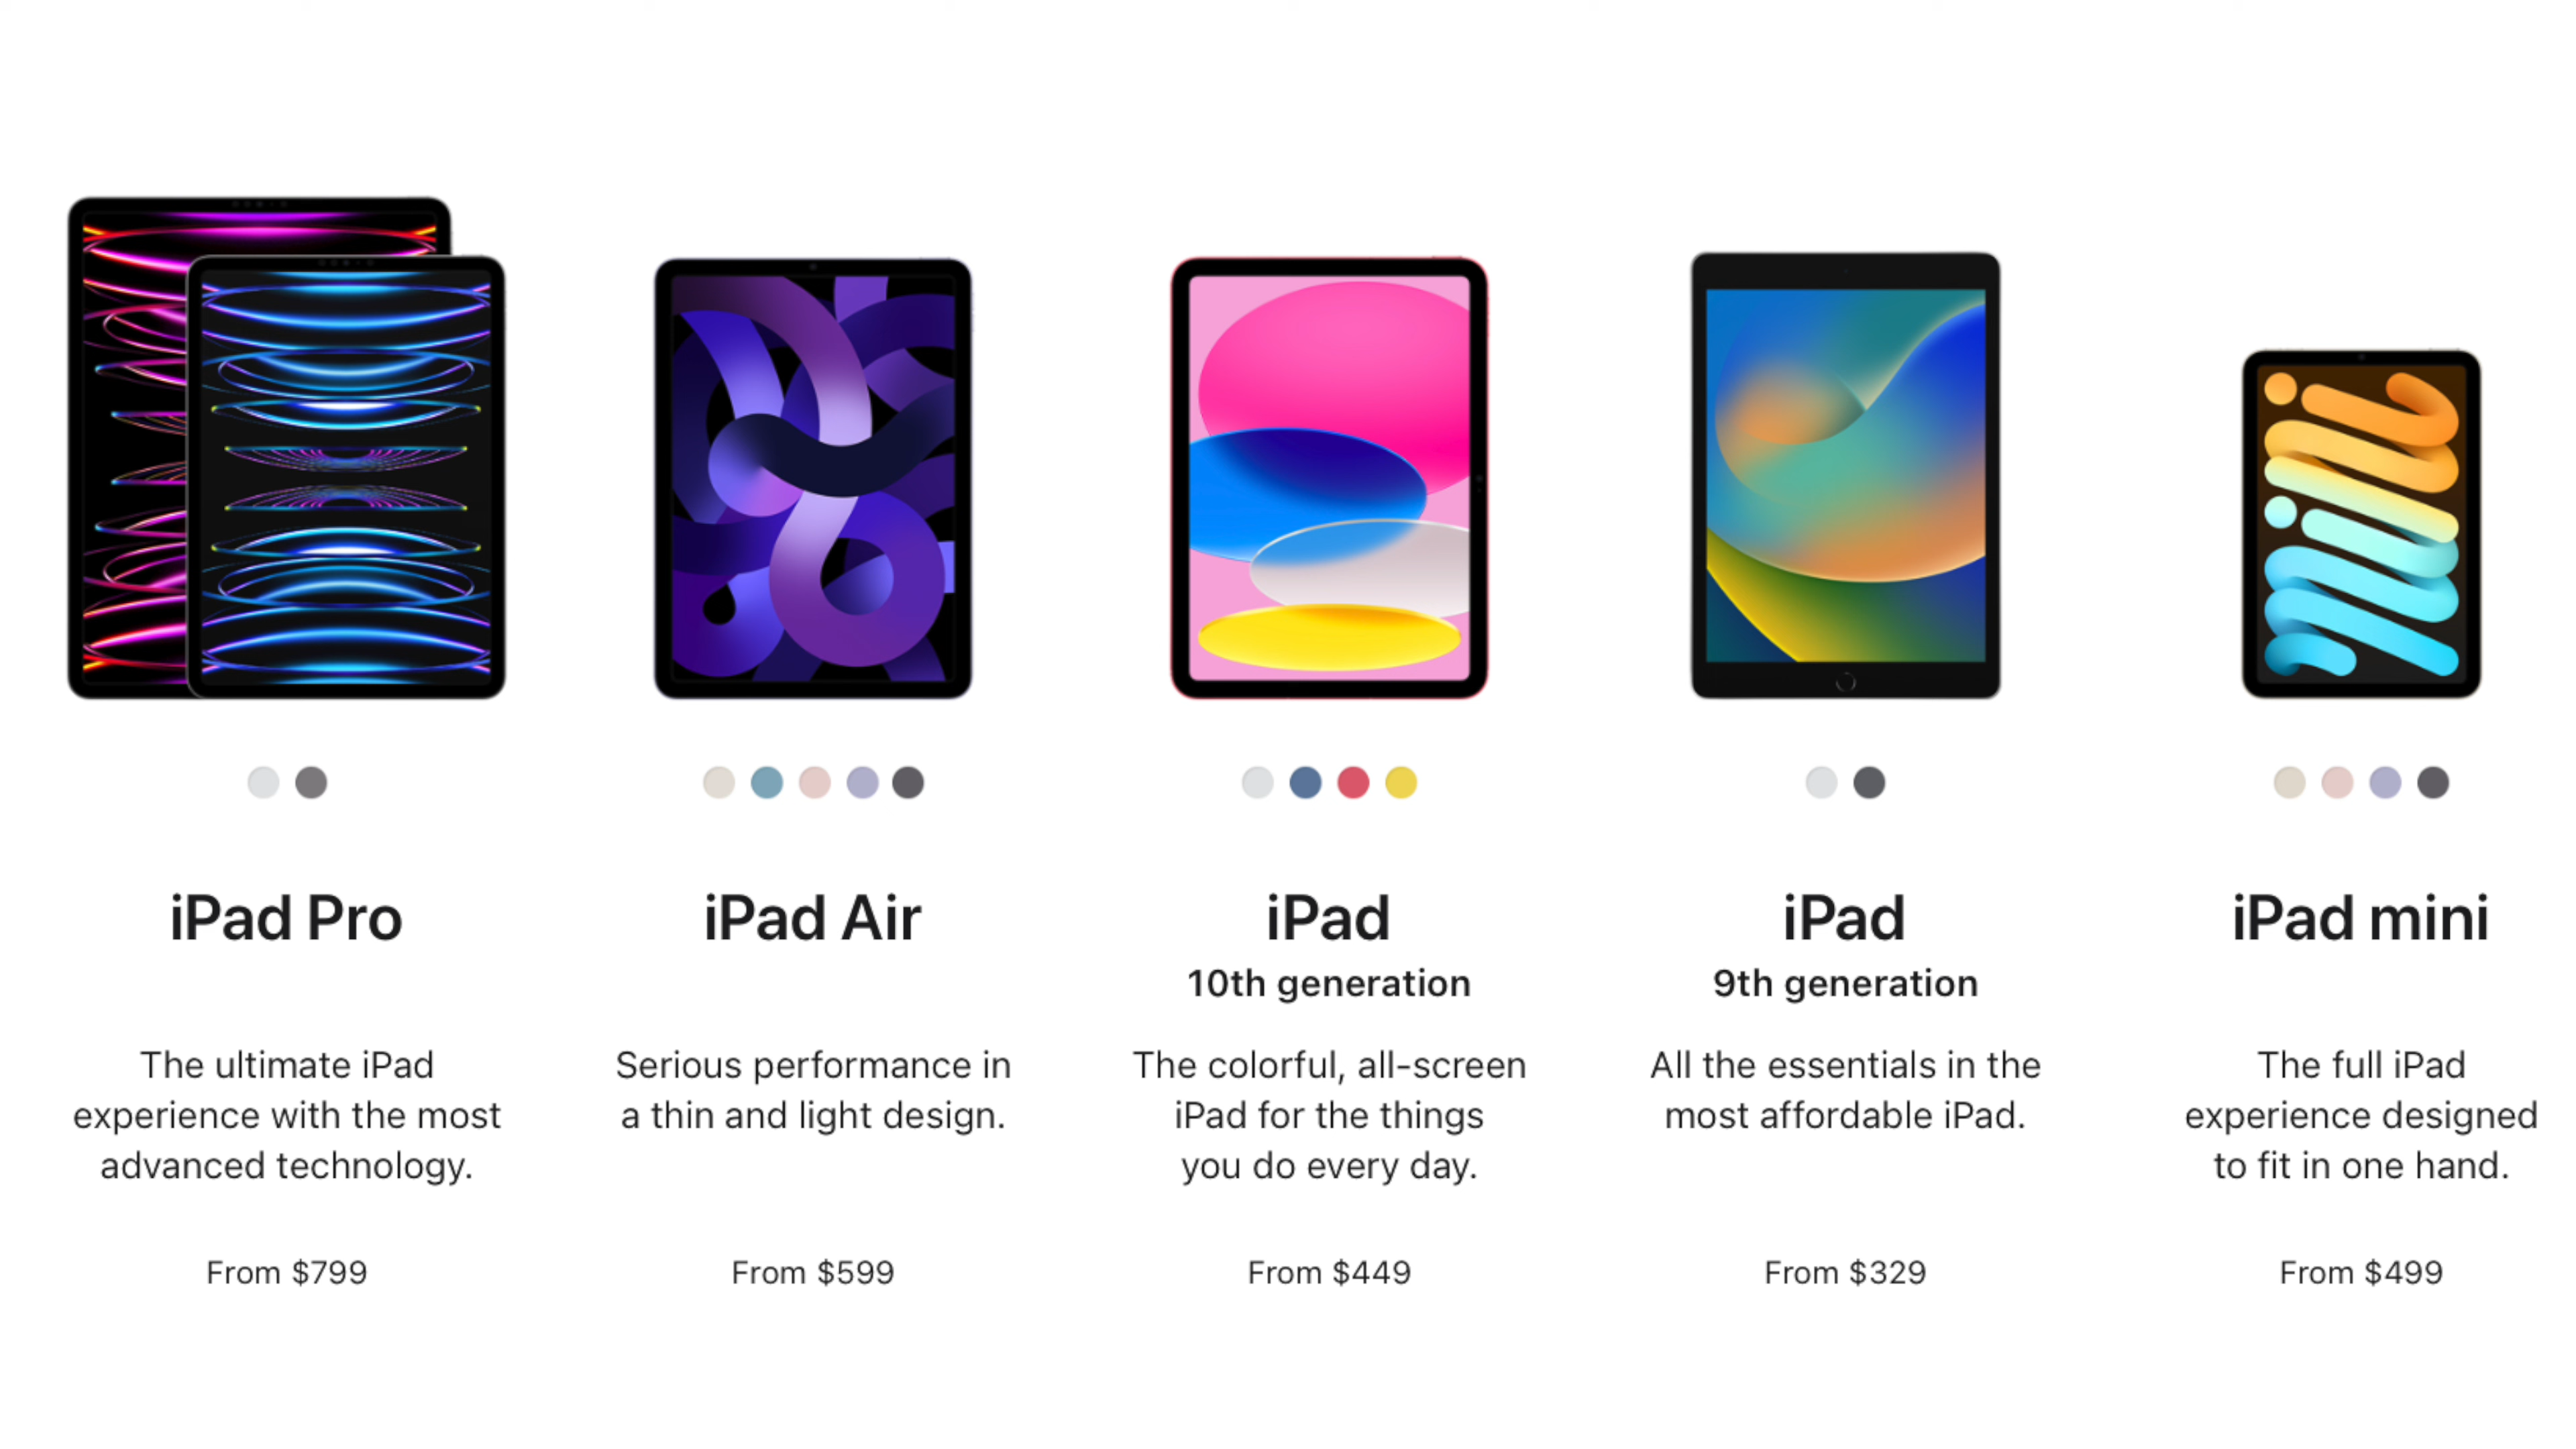 iPad Pro
The ultimate iPad
experience with the most
advanced technology.
From $799
iPad Air
Serious performance in
a thin and light design.
From $599
iPad
10th generation
The colorful, all-screen
iPad for the things
you do every day.
From $449
iPad
9th generation
All the essentials in the
most affordable iPad.
From $329
iPad mini
The full iPad
experience designed
to fit in one hand.
From $499